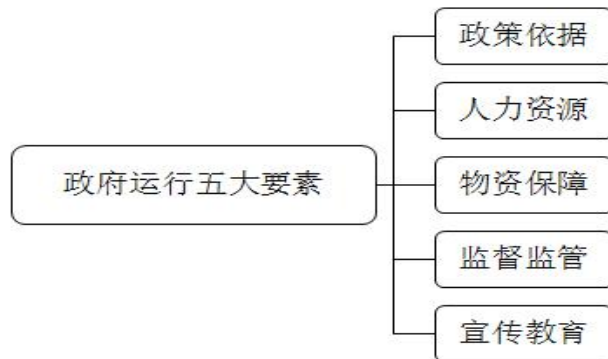 政府运行五大要素
政策依据
人力资源
物资保障
监督监管
宣传教育